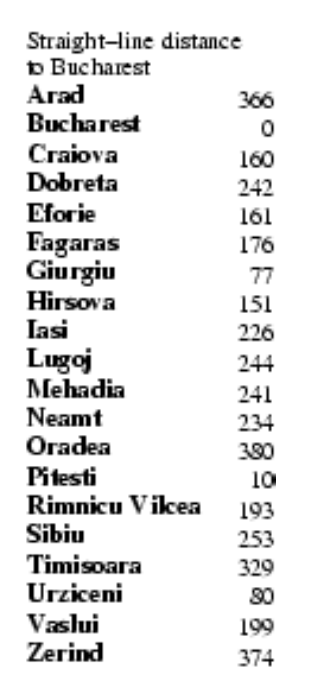 Straight–line distance
to Bucharest
Arad 366
Bucharest 0
Craiova 160
Dobreta 242
Eforie 161
Fagaras 176
Giurgiu 77
Hirsova 151
Iasi 226
Lugoj 244
Mehadia 241
Neamt 234
Oradea 380
Pitesti 10
Rimnicu Vilcea 193
Sibiu 253
Timisoara 329
Urziceni 80
Vaslui 199
Zerind 374